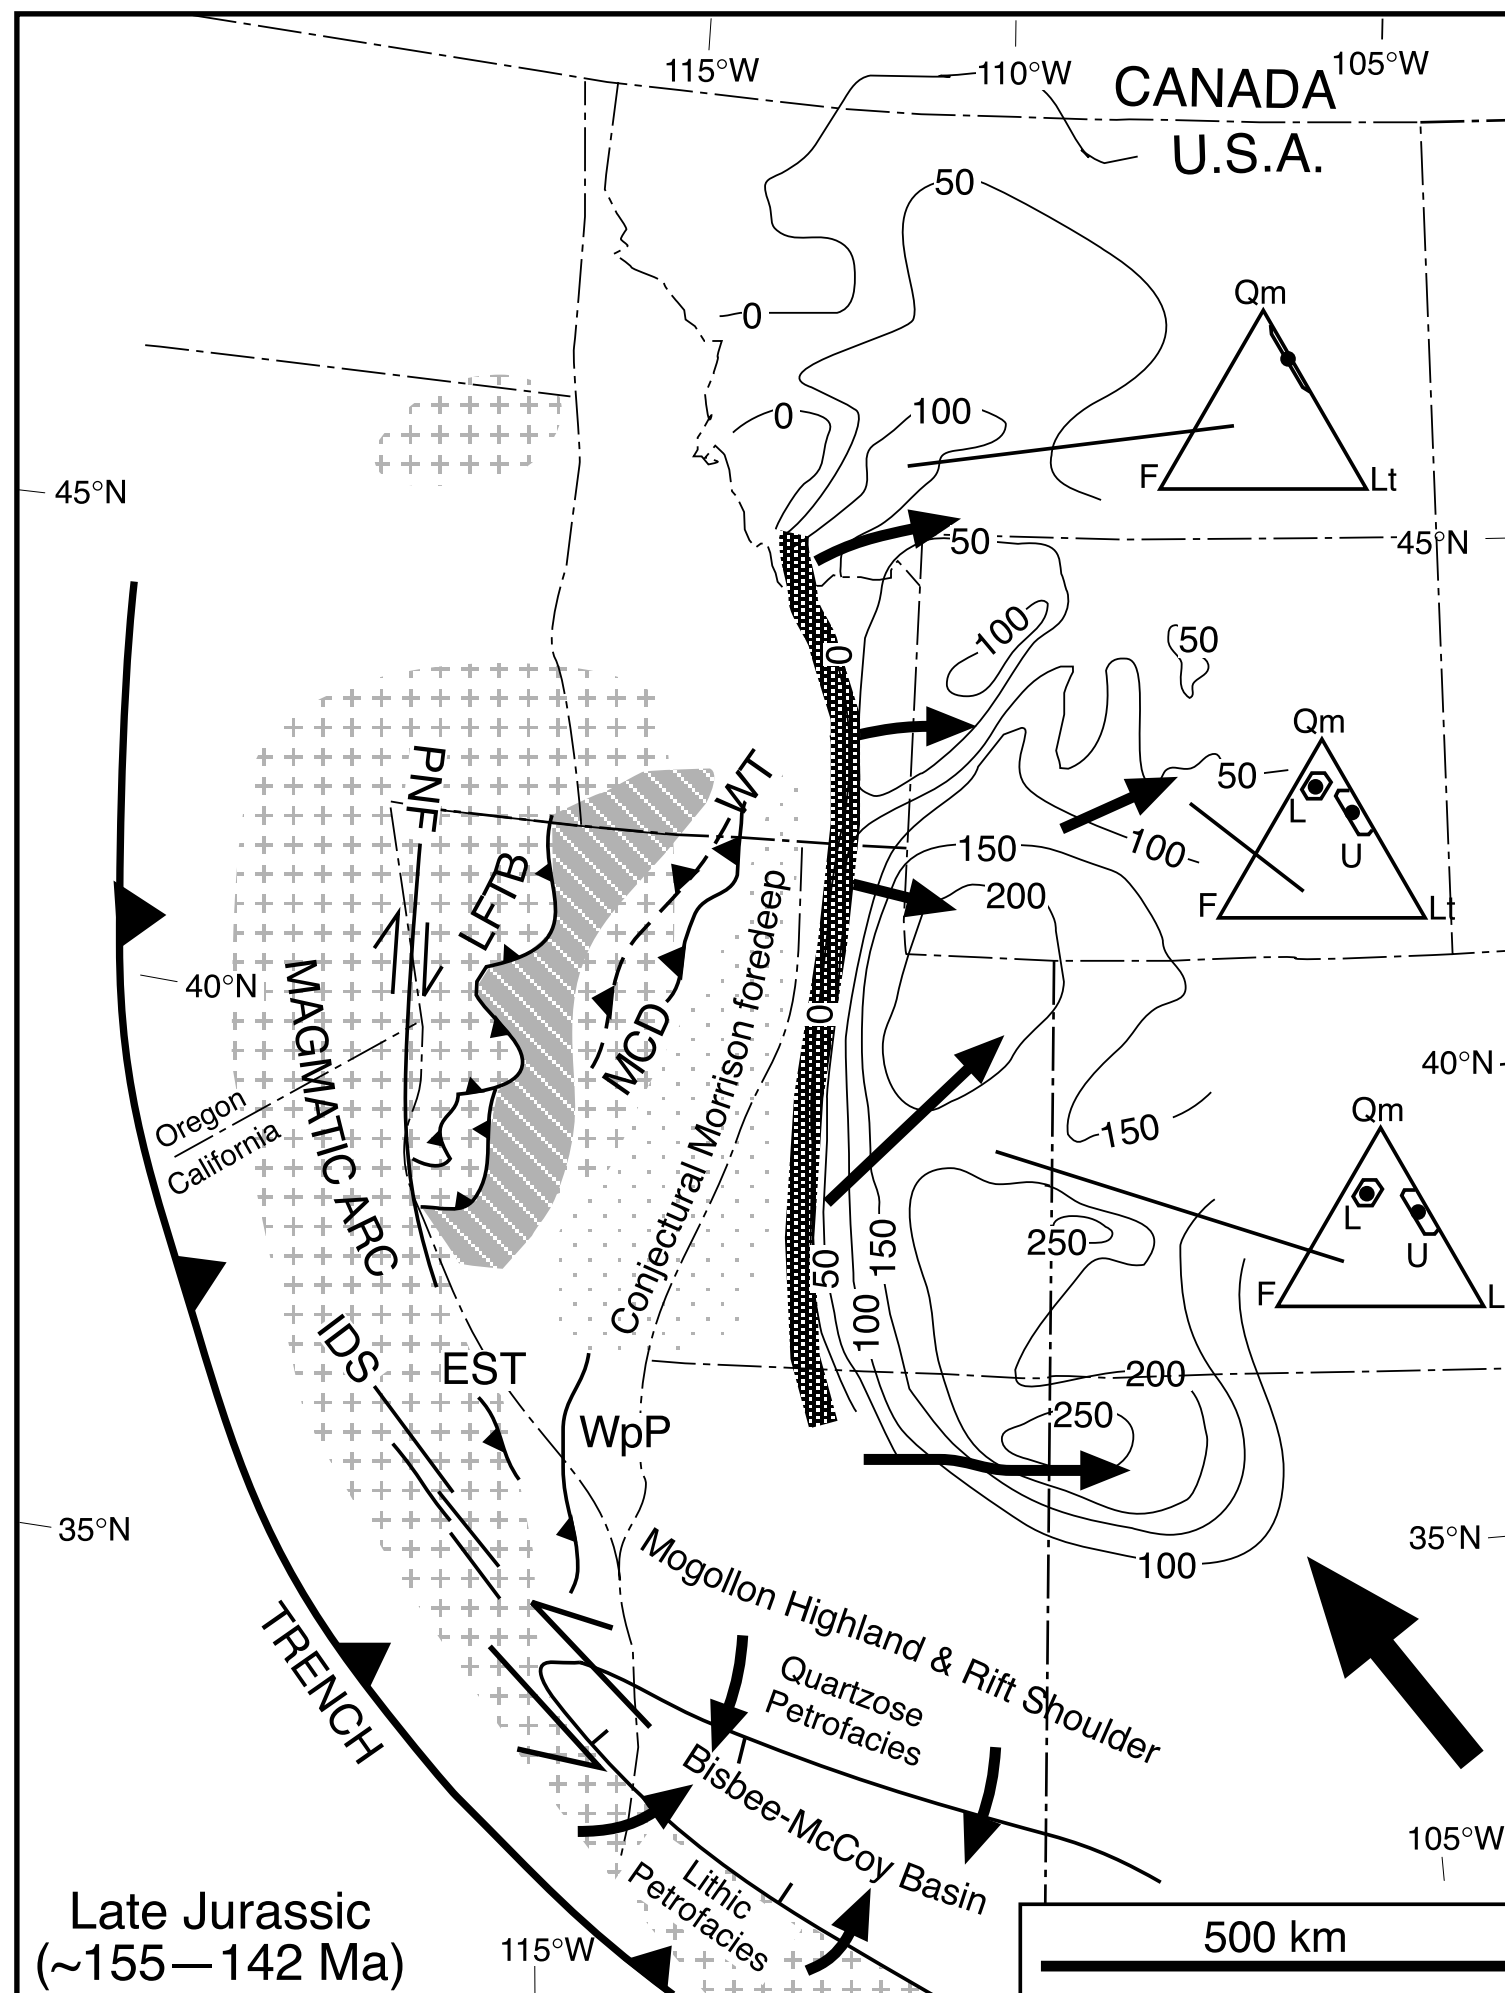 115°W
110°W
105°W
CANADA
U.S.A.
50
Qm
0
0
100
F
Lt
45°N
50
45°N
100
50
0
Qm
PNF
WT
50
L
150
100
U
LFTB
200
F
Lt
40°N
MAGMATIC ARC
MCD
Conjectural Morrison foredeep
0
40°N
Oregon
California
150
Qm
L
U
250
150
50
F
L
100
IDS
EST
200
WpP
250
35°N
35°N
100
Mogollon Highland & Rift Shoulder
TRENCH
Quartzose
Petrofacies
Bisbee-McCoy Basin
105°W
Lithic
Petrofacies
Late Jurassic
(~155—142 Ma)
115°W
500 km